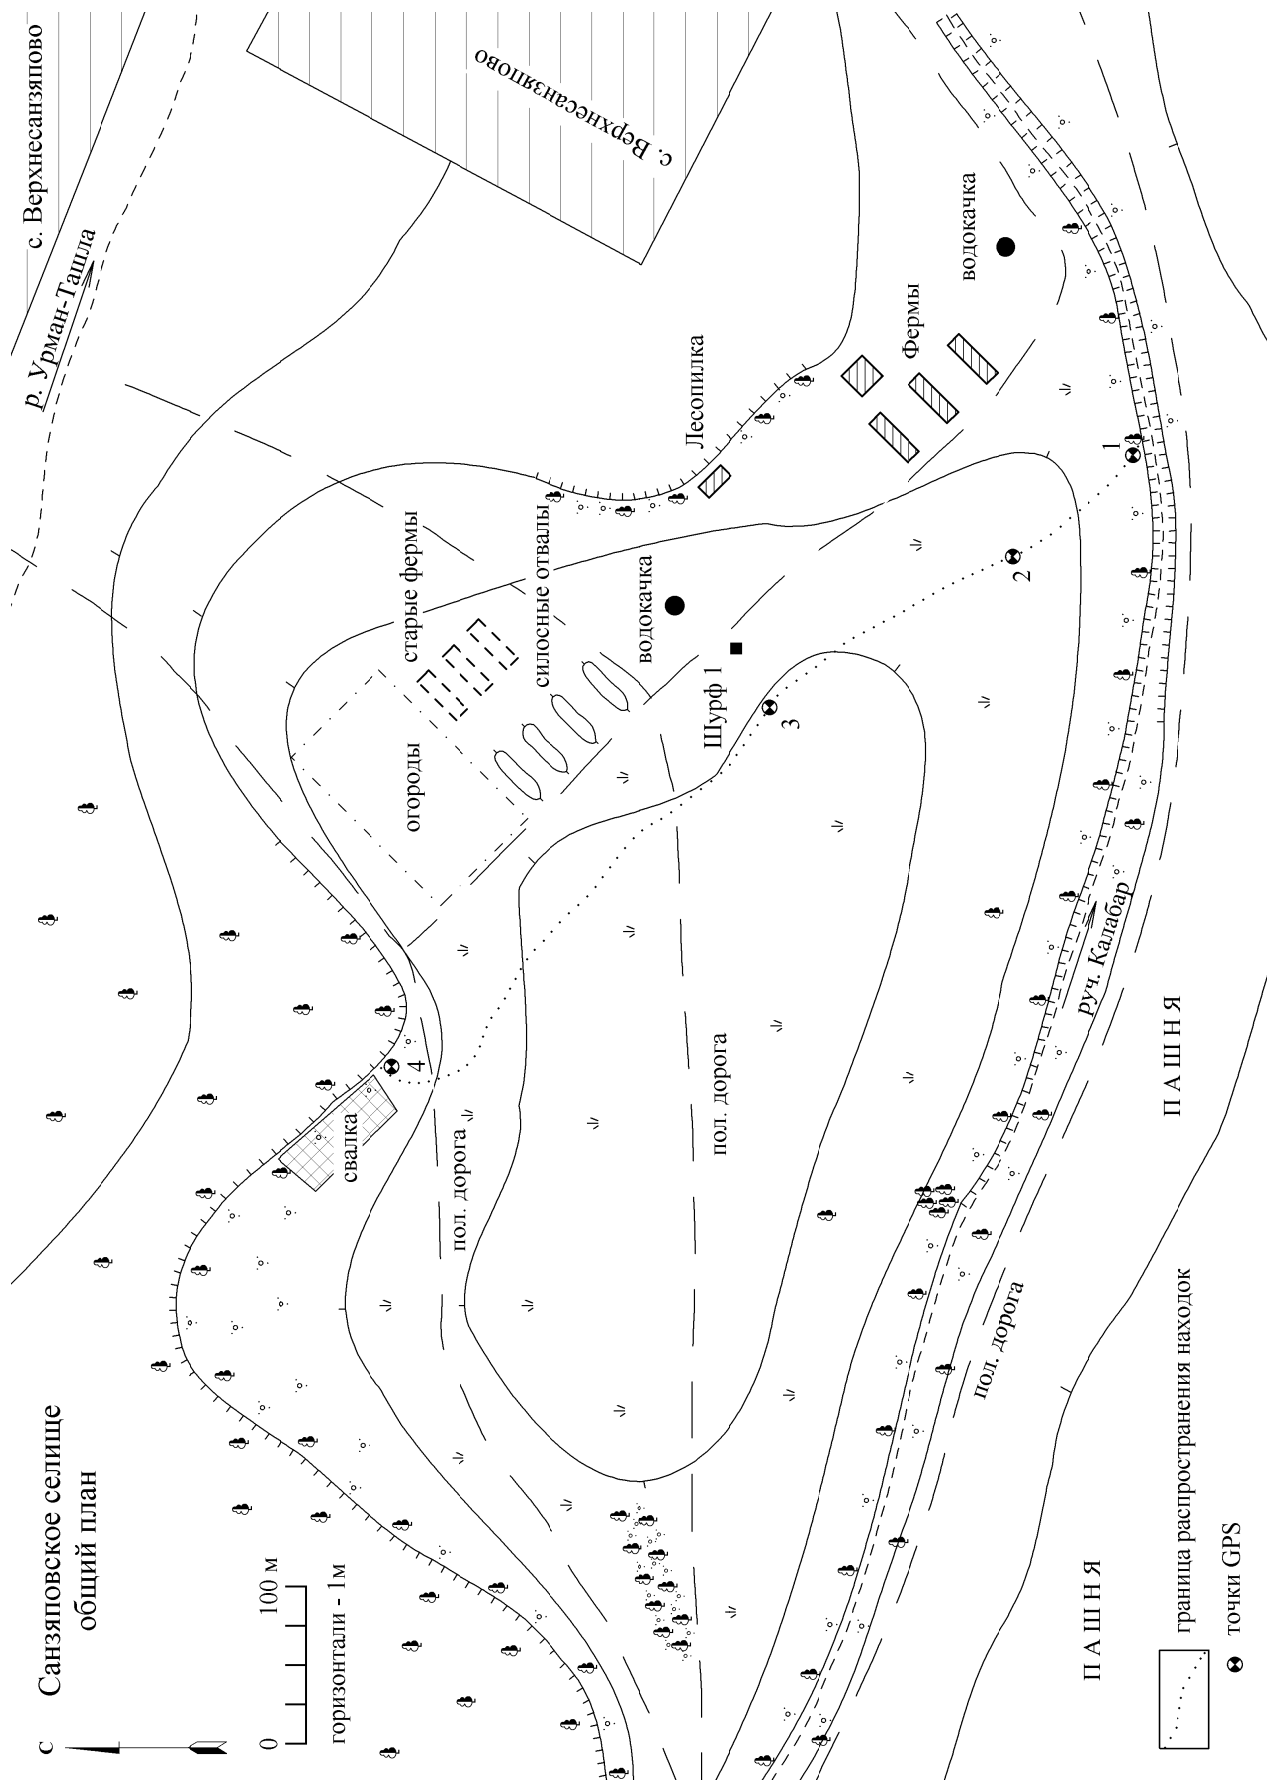 Санзяповское селище
общий план
С
0
100 м
горизонтали - 1м
с. Верхнесанзяпово
р. Урман-Ташла
с. Верхнесанзяпово
старые фермы
огороды
силосные отвалы
водокачка
Шурф 1
Лесопилка
Фермы
водокачка
1
2
3
4
свалка
пол. дорога
пол. дорога
пол. дорога
руч. Калабар
ПАШНЯ
ПАШНЯ
граница распространения находок
точки GPS